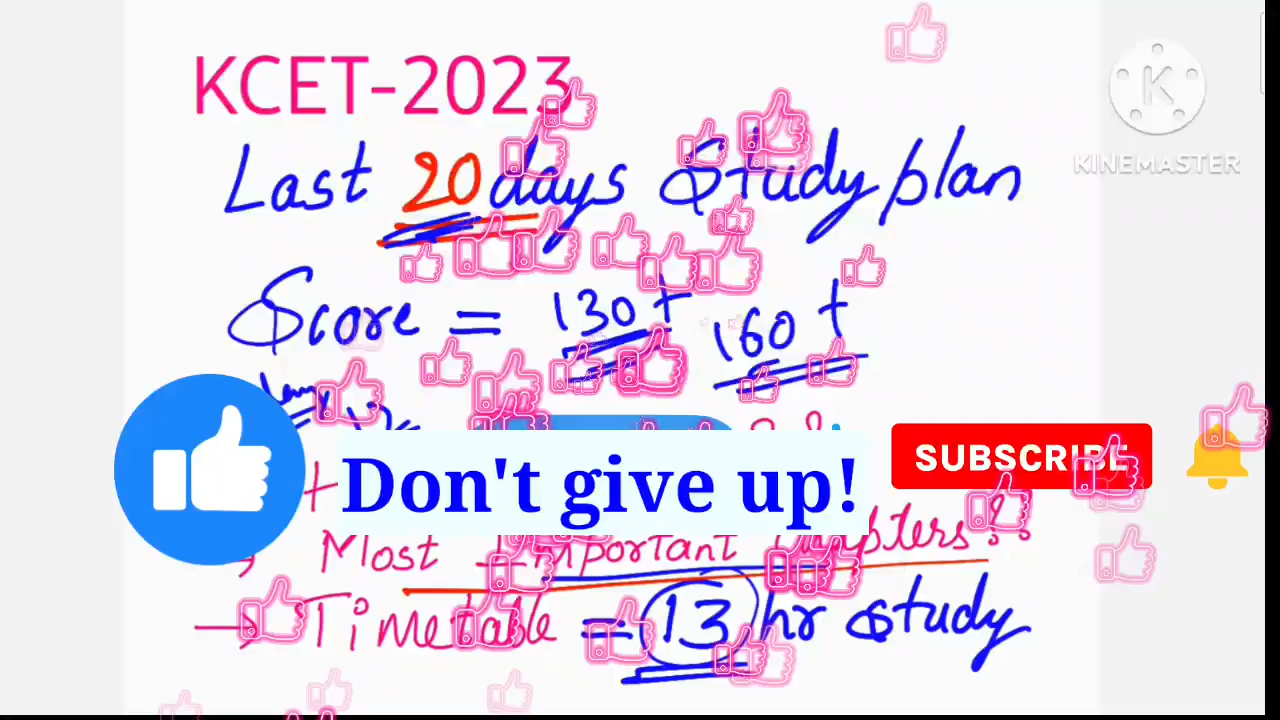 KCET-2023
K
KINEMASTER
Last 20 days Study plan
Score = 130+ 160+
Don't give up!
SUBSCRIBE
+
→ Most Important Chapters??
→ Timetable = 13 hr study